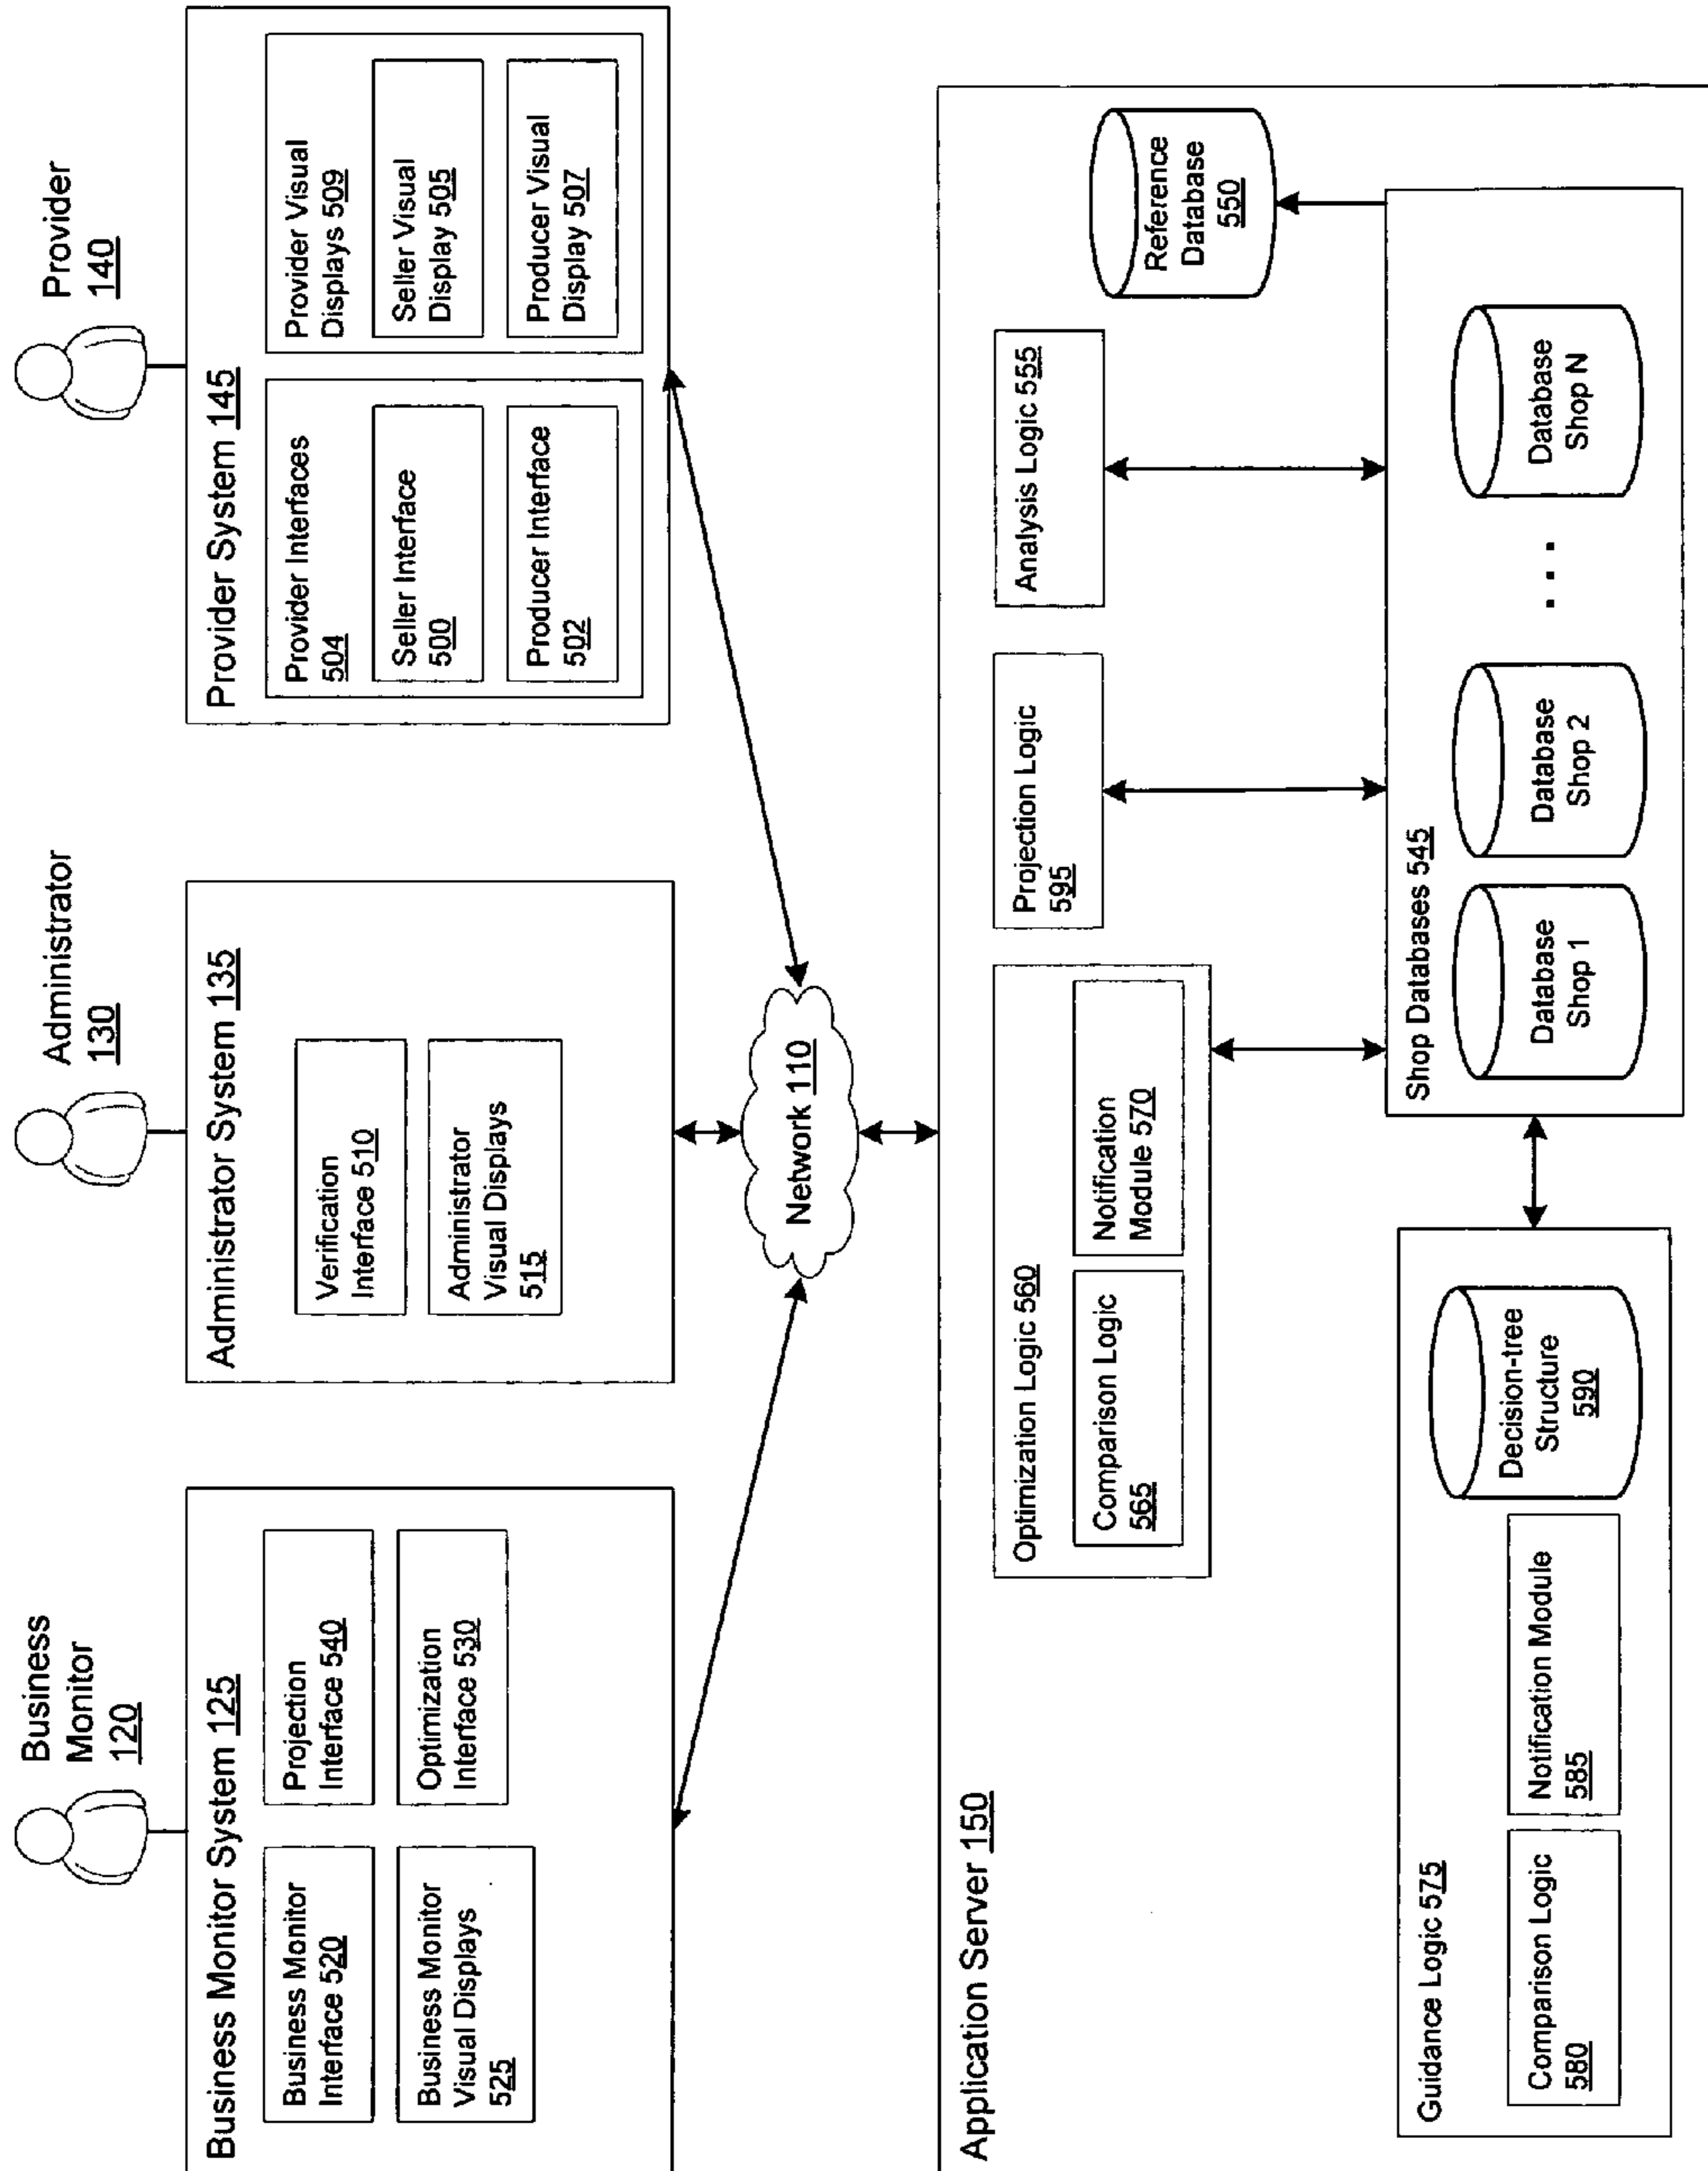 Business
Monitor
120
Administrator
130
Provider
140
Business Monitor System 125
Business Monitor
Interface 520
Projection
Interface 540
Business Monitor
Visual Displays
525
Optimization
Interface 530
Administrator System 135
Verification
Interface 510
Administrator
Visual Displays
515
Provider System 145
Provider Interfaces
504
Seller Interface
500
Producer Interface
502
Provider Visual
Displays 509
Seller Visual
Display 505
Producer Visual
Display 507
Network 110
Application Server 150
Optimization Logic 560
Comparison Logic
565
Notification
Module 570
Projection Logic
595
Analysis Logic 555
Reference
Database
550
Guidance Logic 575
Comparison Logic
580
Notification Module
585
Decision-tree
Structure
590
Shop Databases 545
Database
Shop 1
Database
Shop 2
. . .
Database
Shop N